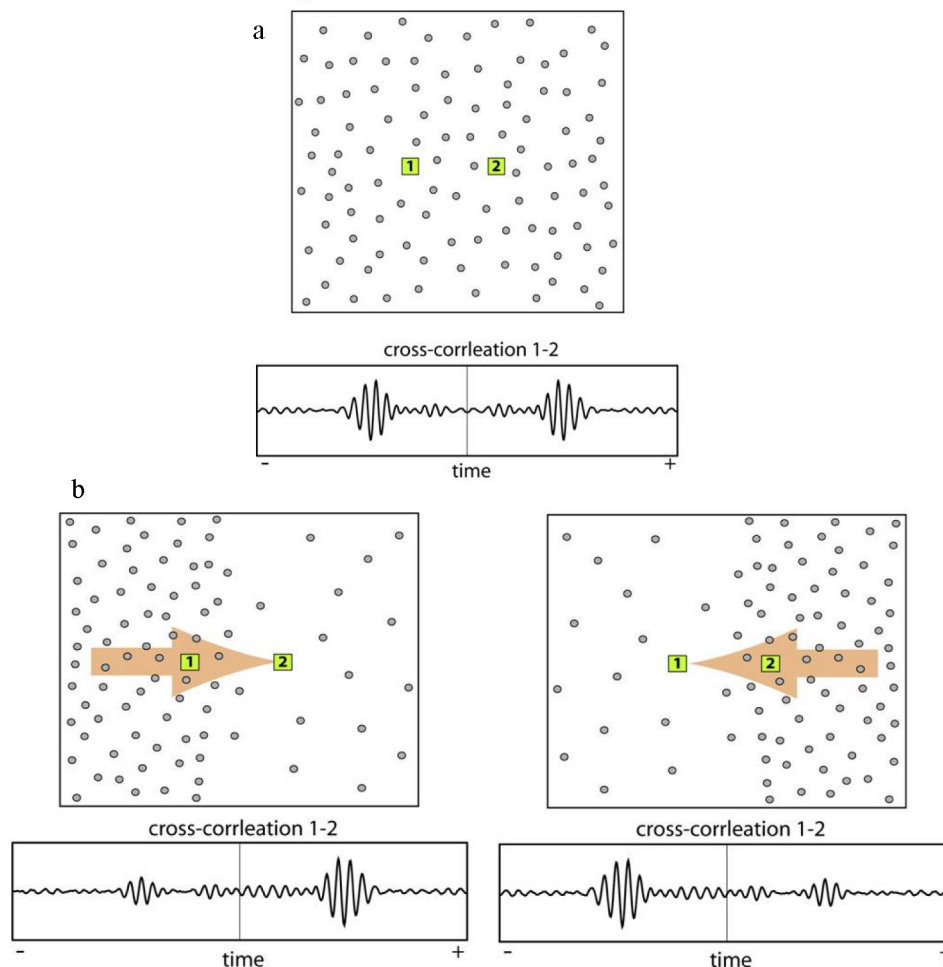 a
1 2
cross-corrleation 1-2
- time +
b
1 2
1 2
cross-corrleation 1-2
cross-corrleation 1-2
- time +
- time